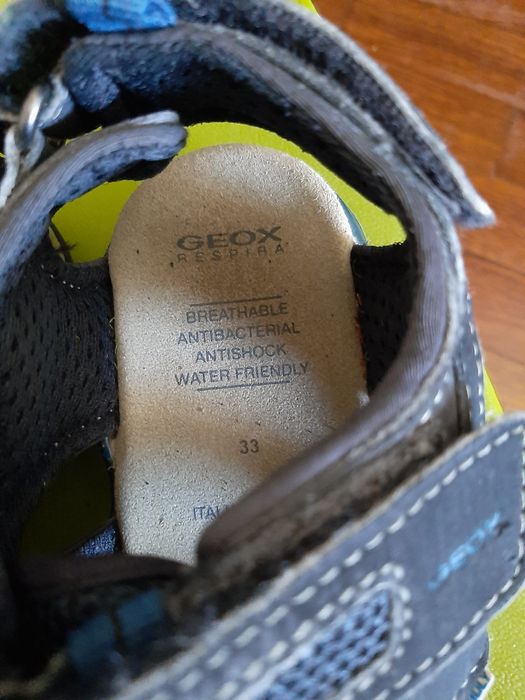 GEOX
RESPIRA
BREATHABLE
ANTIBACTERIAL
ANTISHOCK
WATER FRIENDLY
33
GEOX